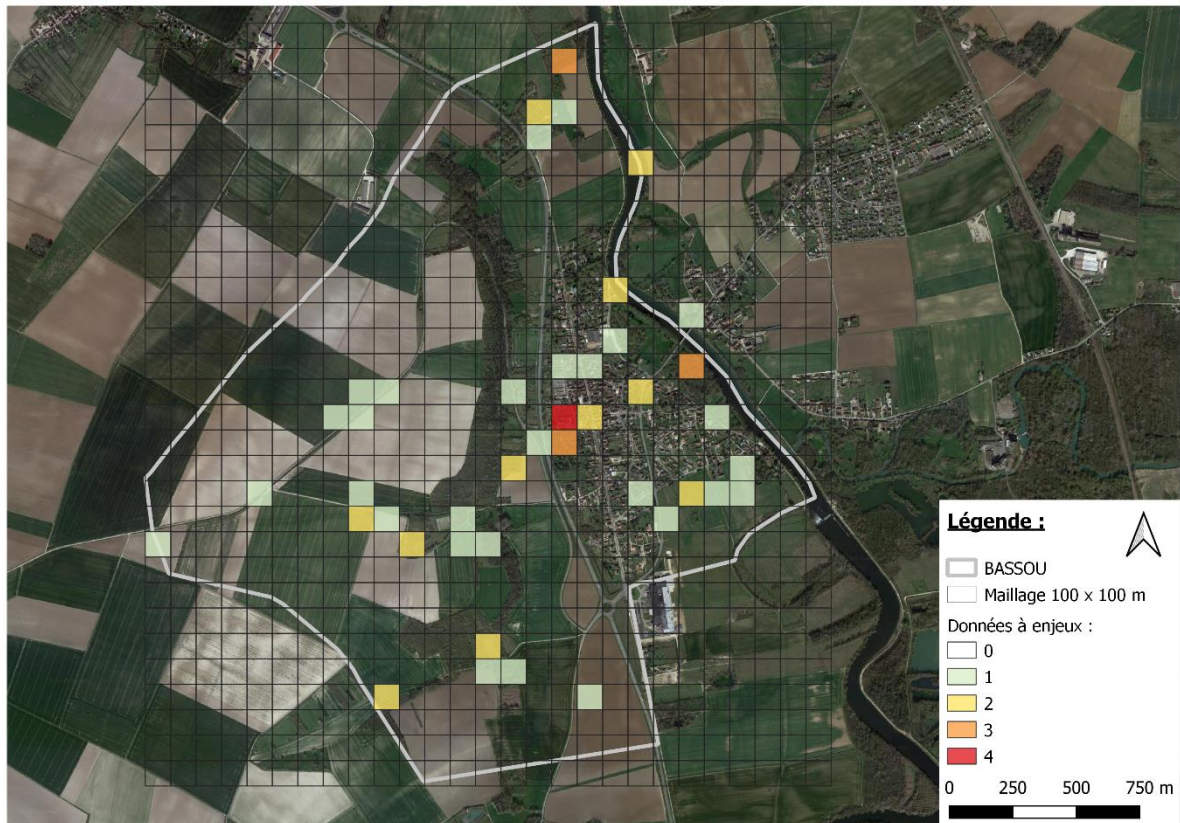 Légende :
BASSOU
Maillage 100 x 100 m
Données à enjeux :
0
1
2
3
4
0 250 500 750 m